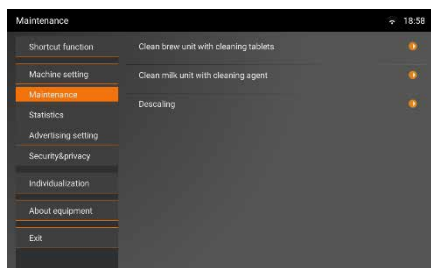 Maintenance
18:58
Shortcut function
Machine setting
Maintenance
Statistics
Advertising setting
Security&privacy
Individualization
About equipment
Exit
Clean brew unit with cleaning tablets
Clean milk unit with cleaning agent
Descaling